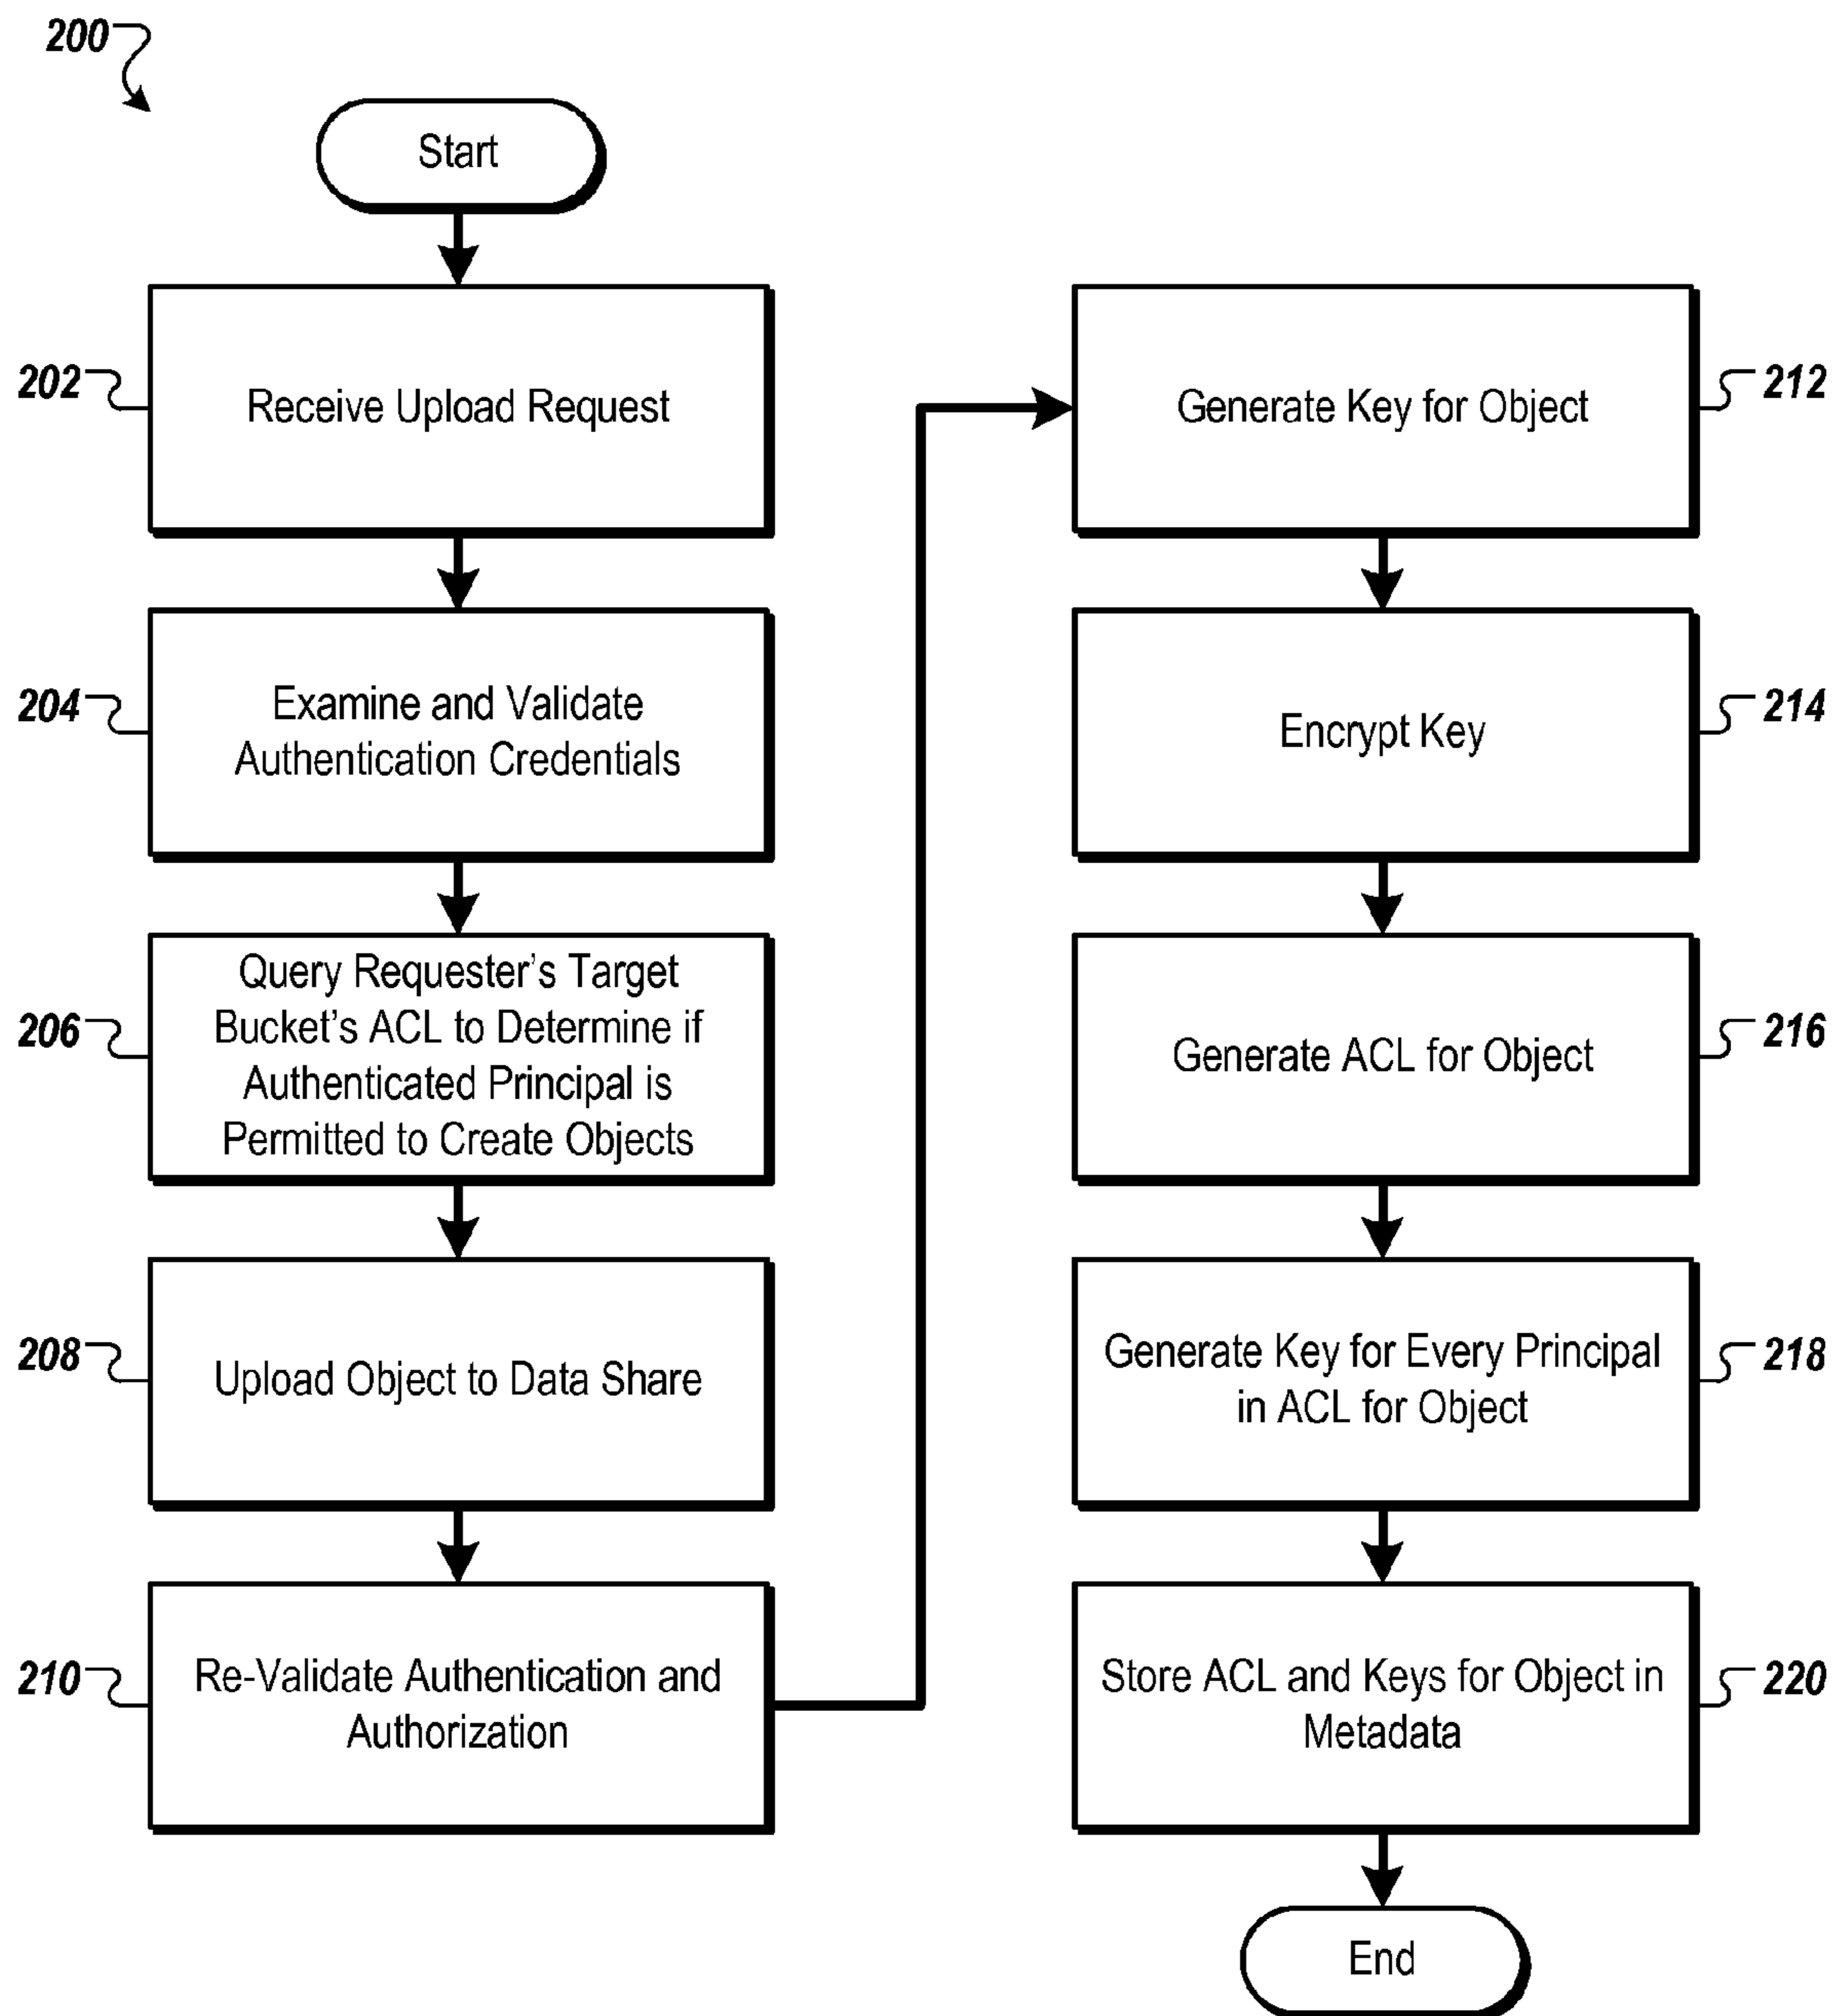 200
Start
202
Receive Upload Request
204
Examine and Validate
Authentication Credentials
206
Query Requester's Target
Bucket's ACL to Determine if
Authenticated Principal is
Permitted to Create Objects
208
Upload Object to Data Share
210
Re-Validate Authentication and
Authorization
Generate Key for Object
212
Encrypt Key
214
Generate ACL for Object
216
Generate Key for Every Principal
in ACL for Object
218
Store ACL and Keys for Object in
Metadata
220
End